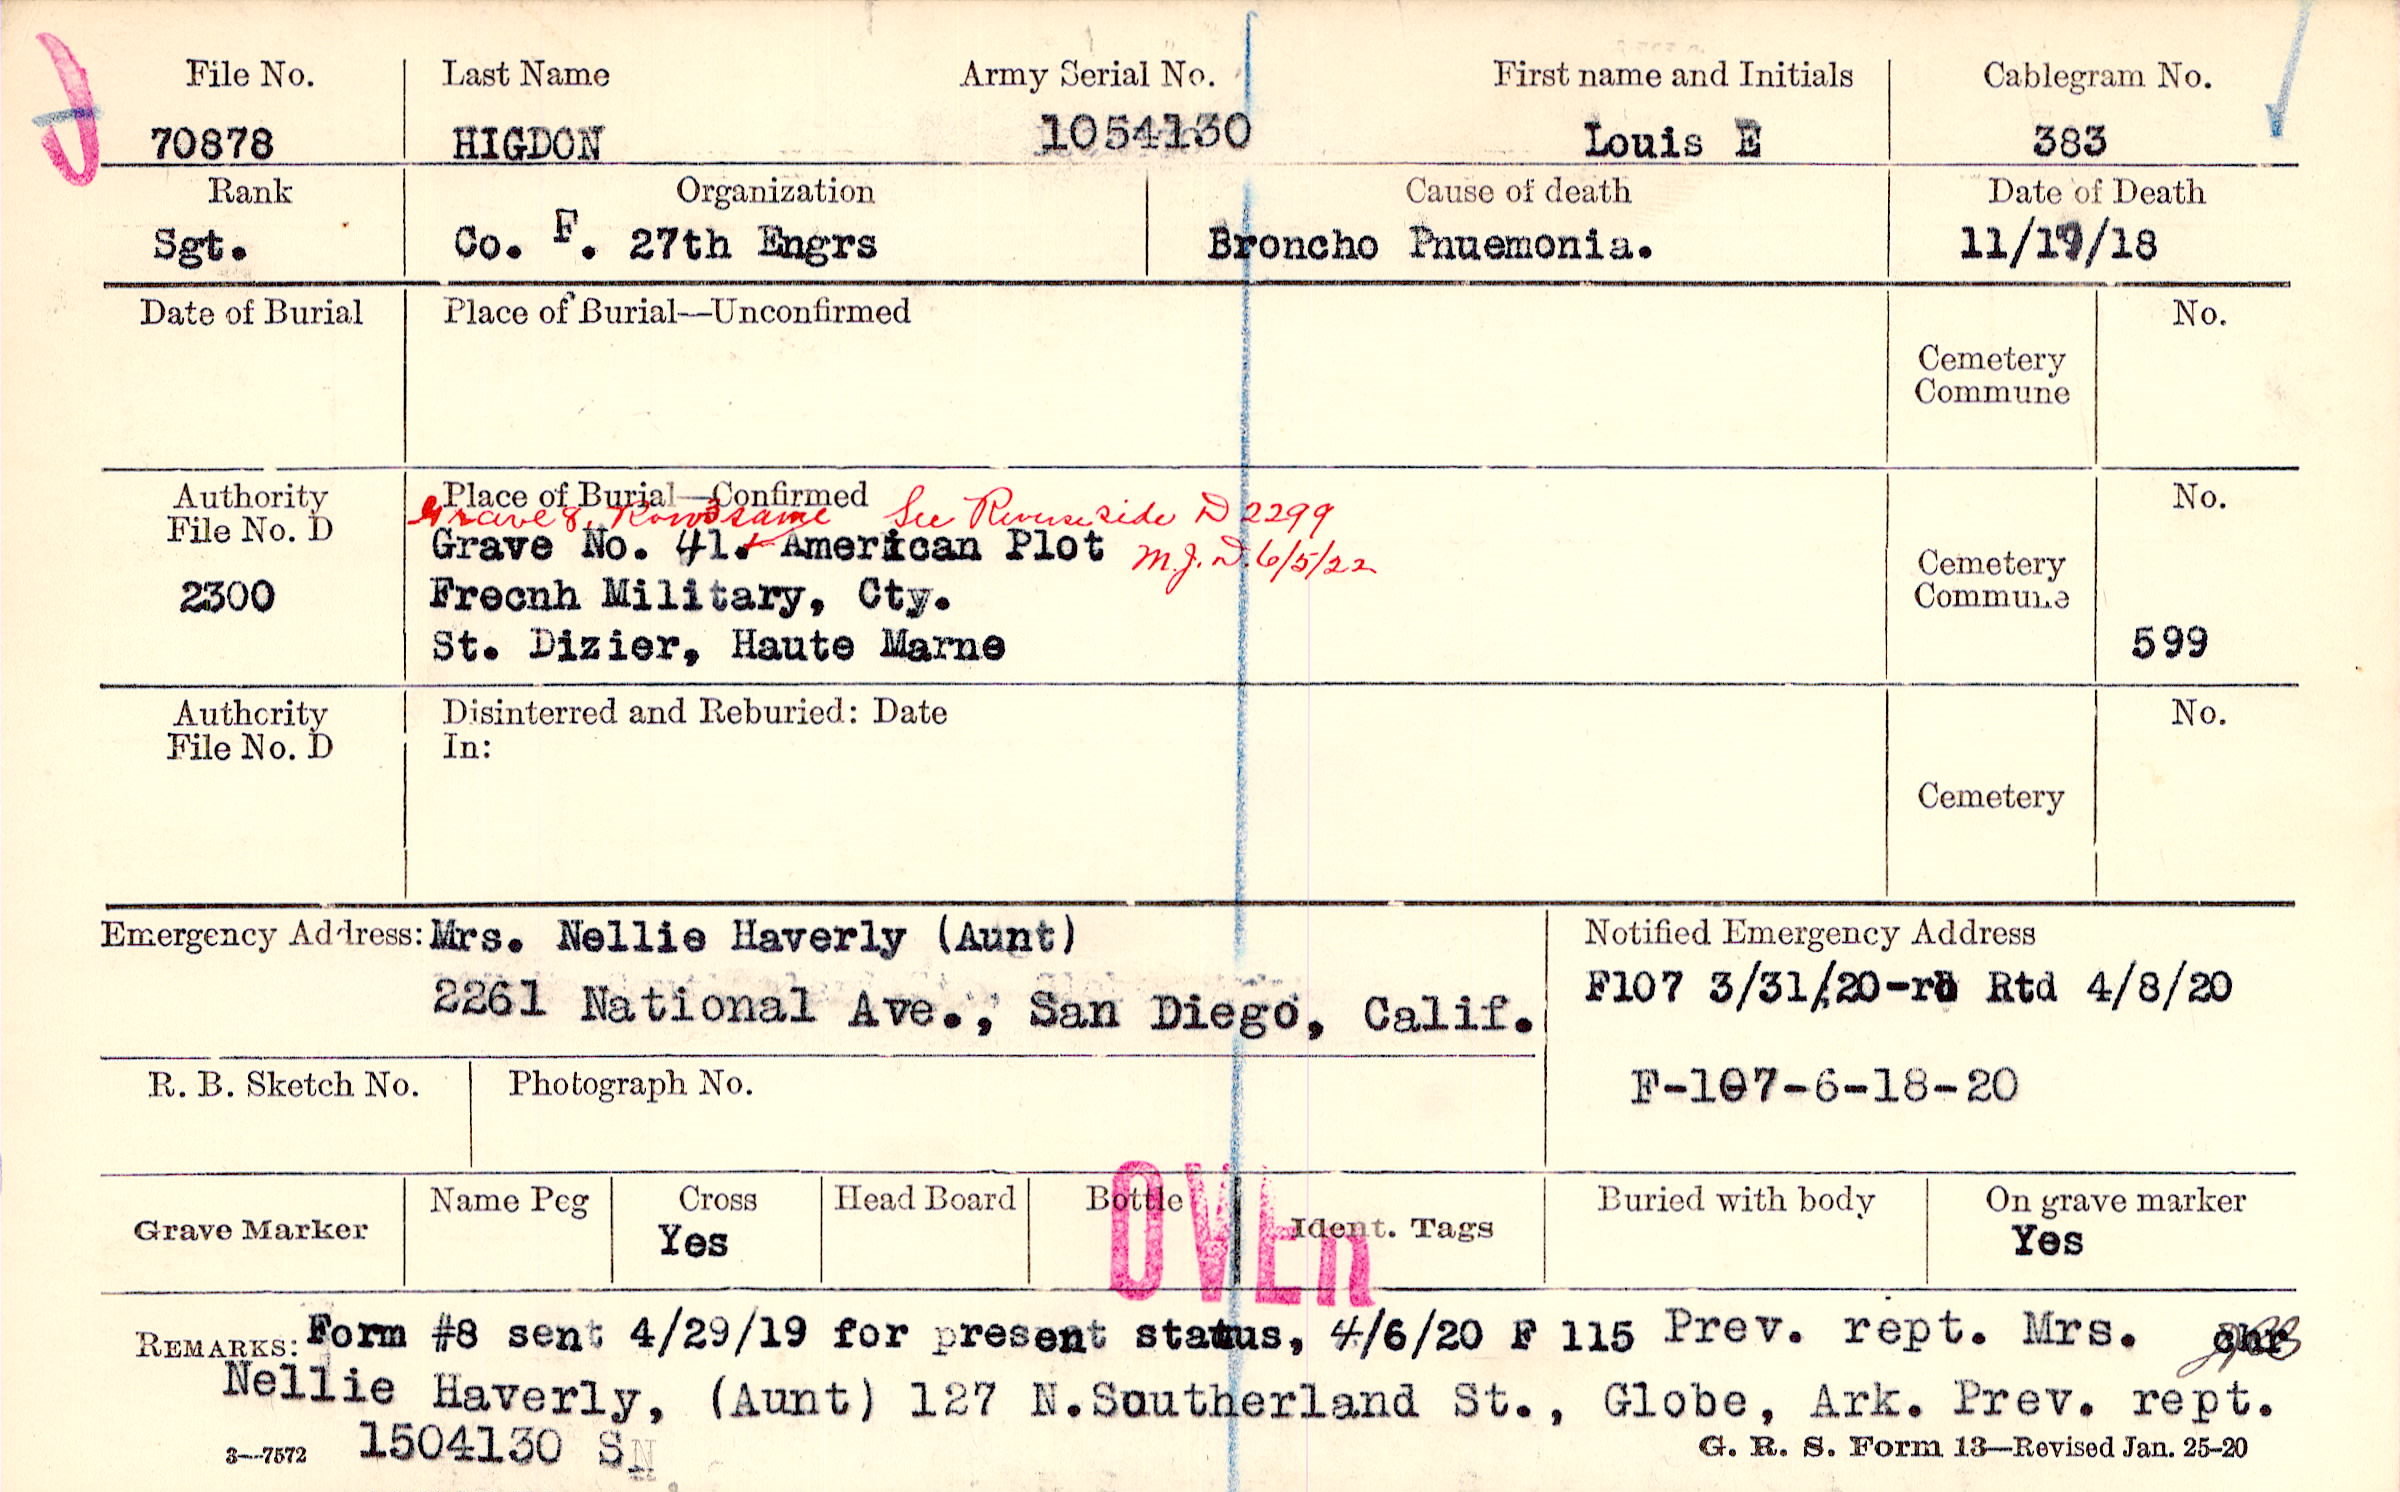 File No. Last Name Army Serial No. First name and Initials Cablegram No.
70878 HIGDON 1054130 Louis E 383
Rank Organization Cause of death Date of Death
Sgt. Co. F. 27th Engrs Broncho Pnuemonia. 11/19/18
Date of Burial Place of Burial—Unconfirmed No.
Cemetery
Commune
Authority Place of Burial—Confirmed No.
File No. D Grave 8, Row 3 same See Reverse side D 2299
Grave No. 41. American Plot M.J.D. 6/5/22
Cemetery
2300 Frecnh Military, Cty. Commune
St. Dizier, Haute Marne 599
Authority Disinterred and Reburied: Date No.
File No. D In:
Cemetery
Emergency Address: Mrs. Nellie Haverly (Aunt) Notified Emergency Address
2261 National Ave., San Diego, Calif. F107 3/31/20 Rtd 4/8/20
R. B. Sketch No. Photograph No. F-107-6-18-20
Grave Marker Name Peg Cross Head Board Bottle Ident. Tags Buried with body On grave marker
Yes Yes
OVER
REMARKS: Form #8 sent 4/29/19 for present status, 4/6/20 F 115 Prev. rept. Mrs. chr
Nellie Haverly, (Aunt) 127 N.Southerland St., Globe, Ark. Prev. rept.
3—7572 1504130 SN. G. R. S. Form 13—Revised Jan. 25-20